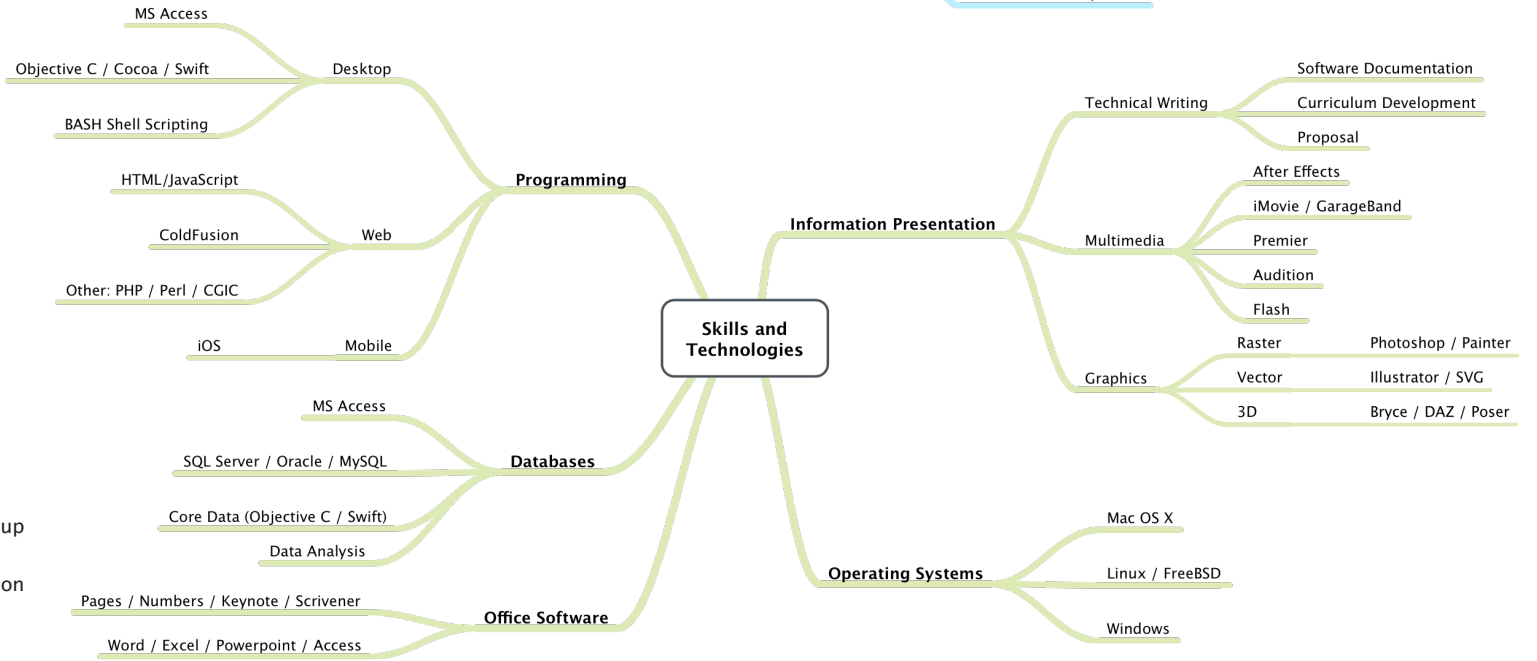 Skills and
Technologies
Programming
Desktop
MS Access
Objective C / Cocoa / Swift
BASH Shell Scripting
Web
HTML/JavaScript
ColdFusion
Other: PHP / Perl / CGIC
Mobile
iOS
Databases
MS Access
SQL Server / Oracle / MySQL
Core Data (Objective C / Swift)
Data Analysis
Office Software
Pages / Numbers / Keynote / Scrivener
Word / Excel / Powerpoint / Access
Information Presentation
Technical Writing
Software Documentation
Curriculum Development
Proposal
Multimedia
After Effects
iMovie / GarageBand
Premier
Audition
Flash
Graphics
Raster
Photoshop / Painter
Vector
Illustrator / SVG
3D
Bryce / DAZ / Poser
Operating Systems
Mac OS X
Linux / FreeBSD
Windows
up
on